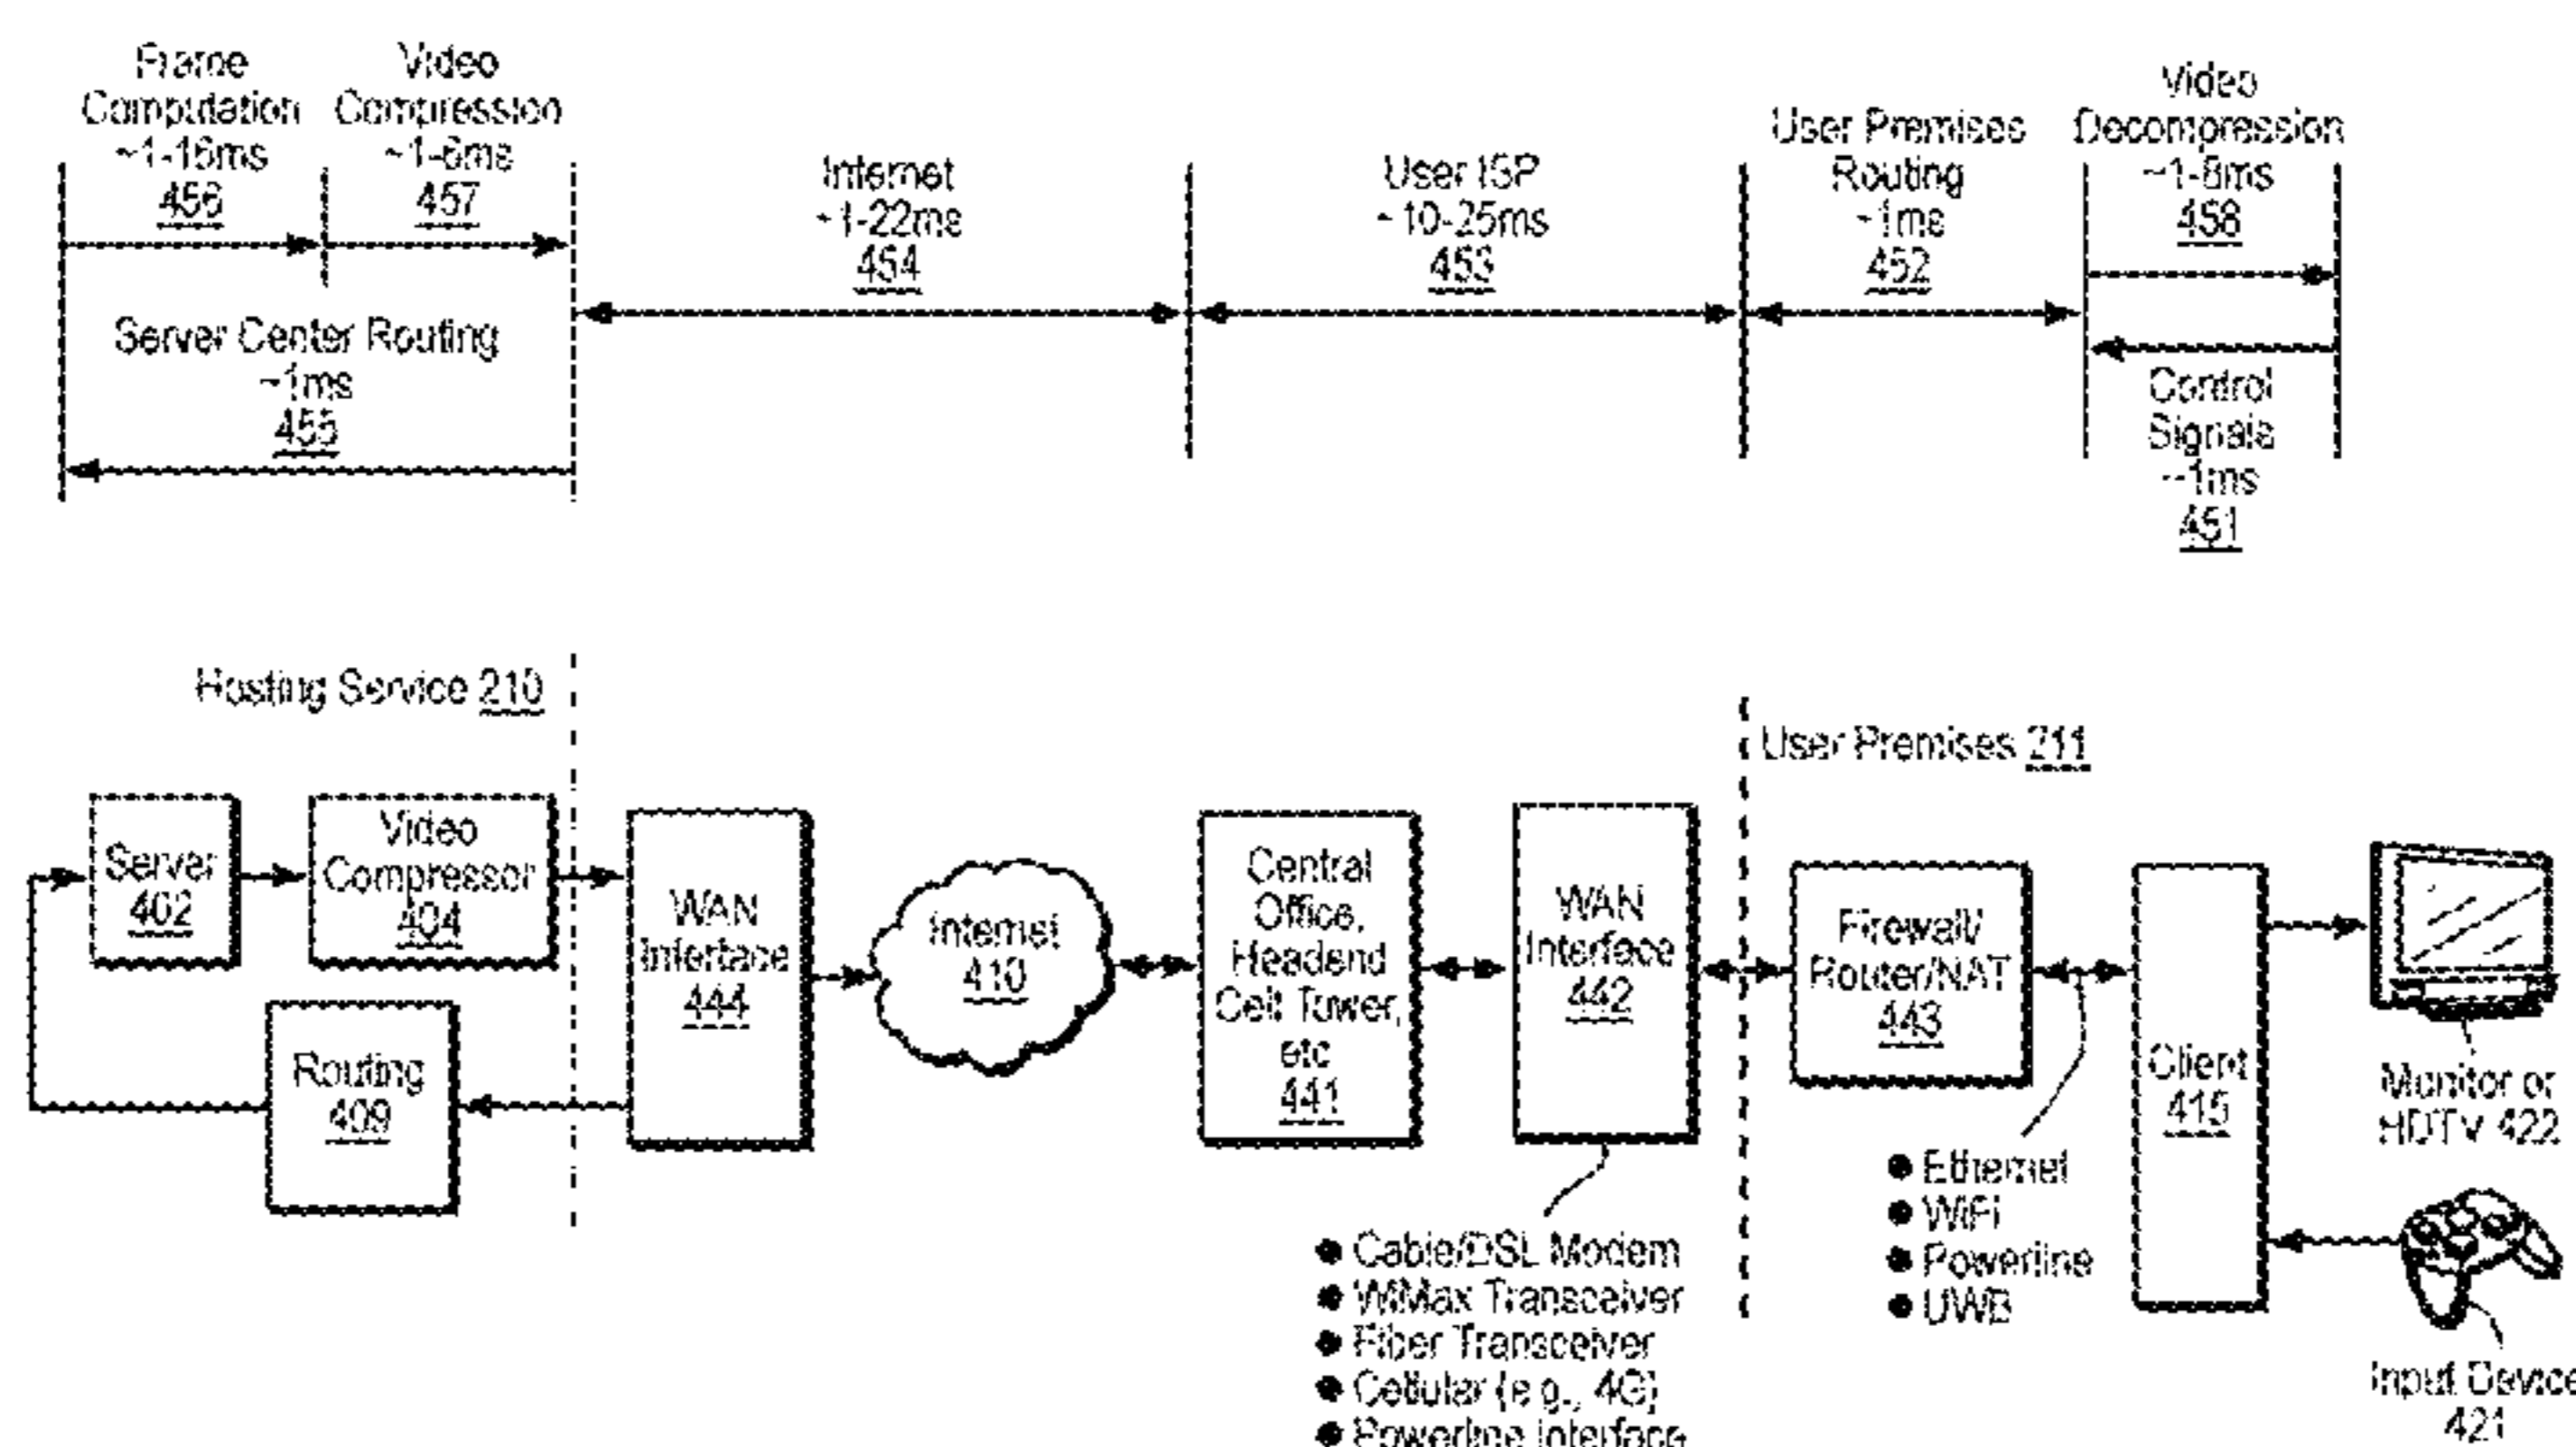 Frame
Computation
~1-16ms
456
Video
Compression
~1-6ms
457
Server Center Routing
~1ms
455
Internet
~1-22ms
454
User ISP
~10-25ms
453
User Premises
Routing
~1ms
452
Video
Decompression
~1-8ms
458
Control
Signals
~1ms
451
Hosting Service 210
User Premises 211
Server
402
Video
Compressor
404
Routing
409
WAN
Interface
444
Internet
410
Central
Office,
Headend
Cell Tower,
etc
441
WAN
Interface
442
● Cable/DSL Modem
● WiMax Transceiver
● Fiber Transceiver
● Cellular (e.g., 4G)
● Powerline Interface
Firewall/
Router/NAT
443
● Ethernet
● WiFi
● Powerline
● UWB
Client
415
Monitor or
HDTV 422
Input Device
421